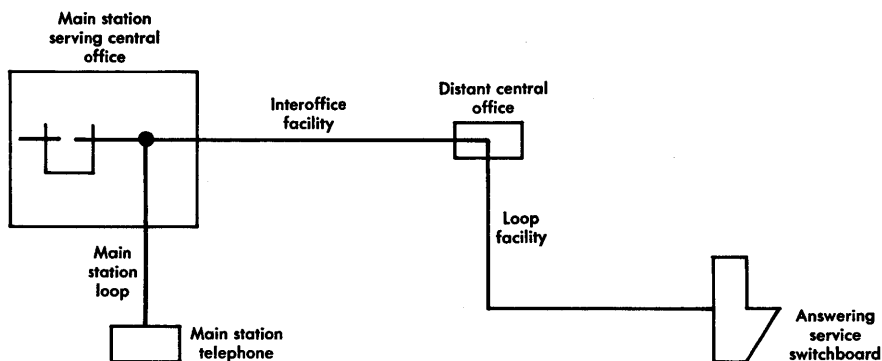 Main station
serving central
office
Interoffice
facility
Distant central
office
Loop
facility
Main
station
loop
Main station
telephone
Answering
service
switchboard